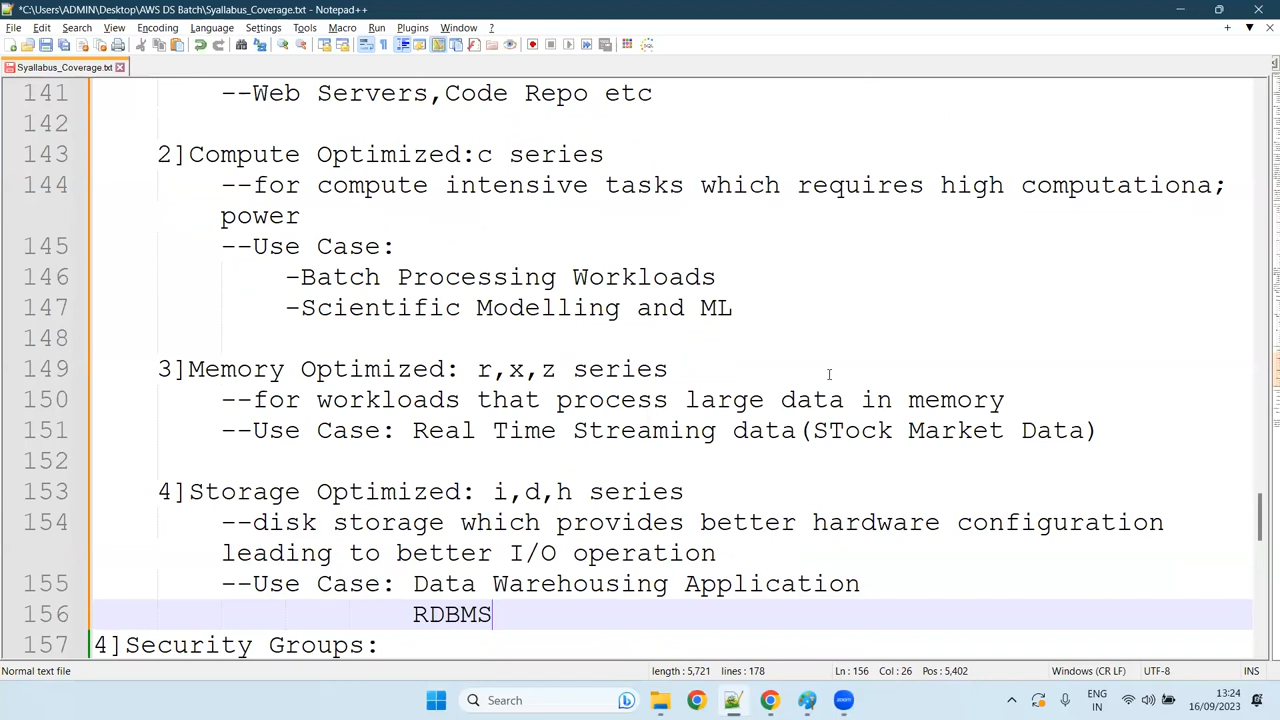 *C:\Users\ADMIN\Desktop\AWS DS Batch\Syallabus_Coverage.txt - Notepad++
File Edit Search View Encoding Language Settings Tools Macro Run Plugins Window ?
Syallabus_Coverage.txt
141 --Web Servers,Code Repo etc
142
143 2]Compute Optimized:c series
144 --for compute intensive tasks which requires high computationa;
power
145 --Use Case:
146 -Batch Processing Workloads
147 -Scientific Modelling and ML
148
149 3]Memory Optimized: r,x,z series
150 --for workloads that process large data in memory
151 --Use Case: Real Time Streaming data(STock Market Data)
152
153 4]Storage Optimized: i,d,h series
154 --disk storage which provides better hardware configuration
leading to better I/O operation
155 --Use Case: Data Warehousing Application
156 RDBMS
157 4]Security Groups:
Normal text file length : 5,721 lines : 178 Ln : 156 Col : 26 Pos : 5,402 Windows (CR LF) UTF-8 INS
Search zoom ENG
IN 13:24
16/09/2023